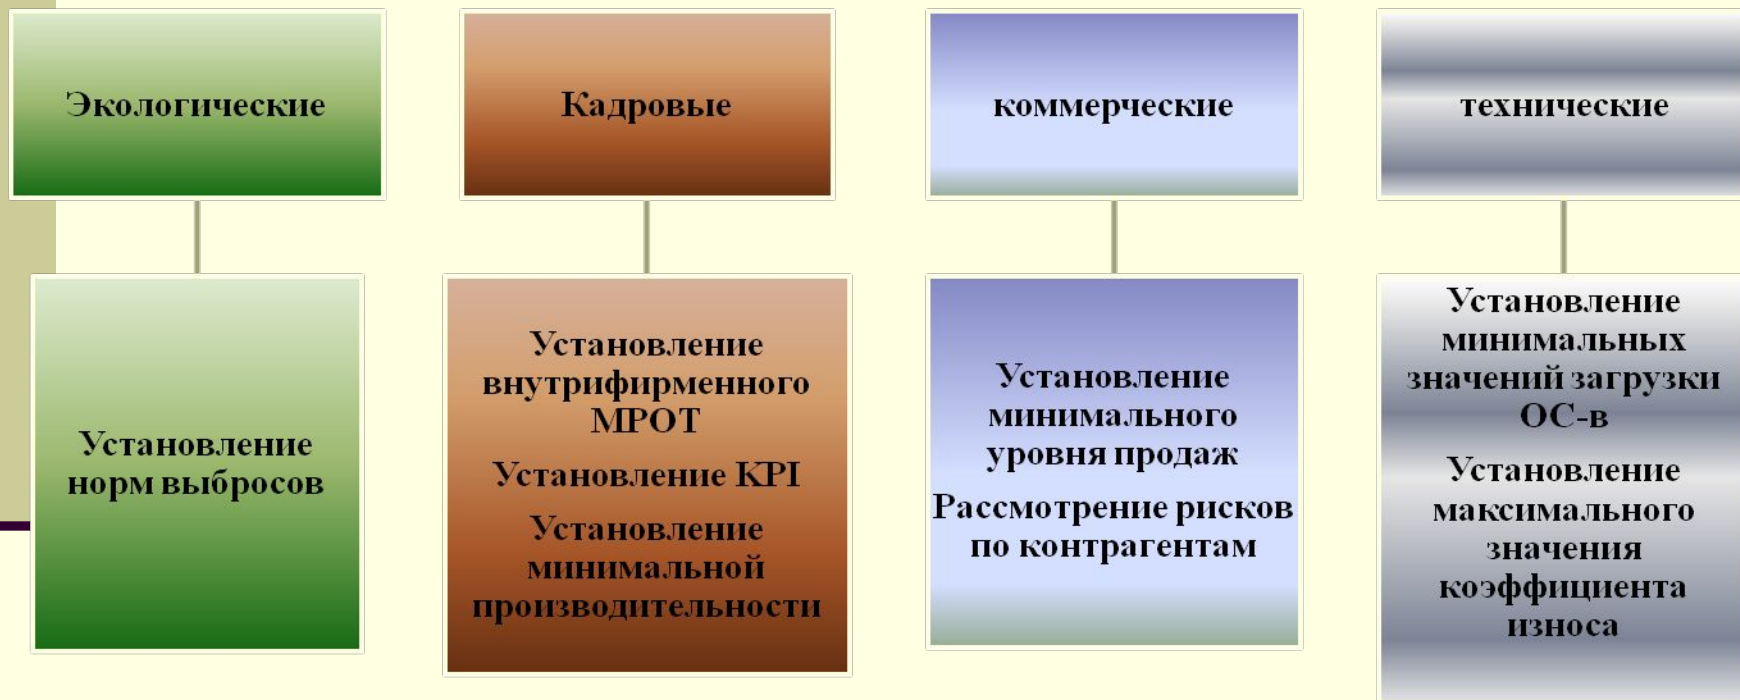 Экологические
Кадровые
коммерческие
технические
Установление
норм выбросов
Установление
внутрифирменного
МРОТ
Установление KPI
Установление
минимальной
производительности
Установление
минимального
уровня продаж
Рассмотрение рисков
по контрагентам
Установление
минимальных
значений загрузки
ОС-в
Установление
максимального
значения
коэффициента
износа